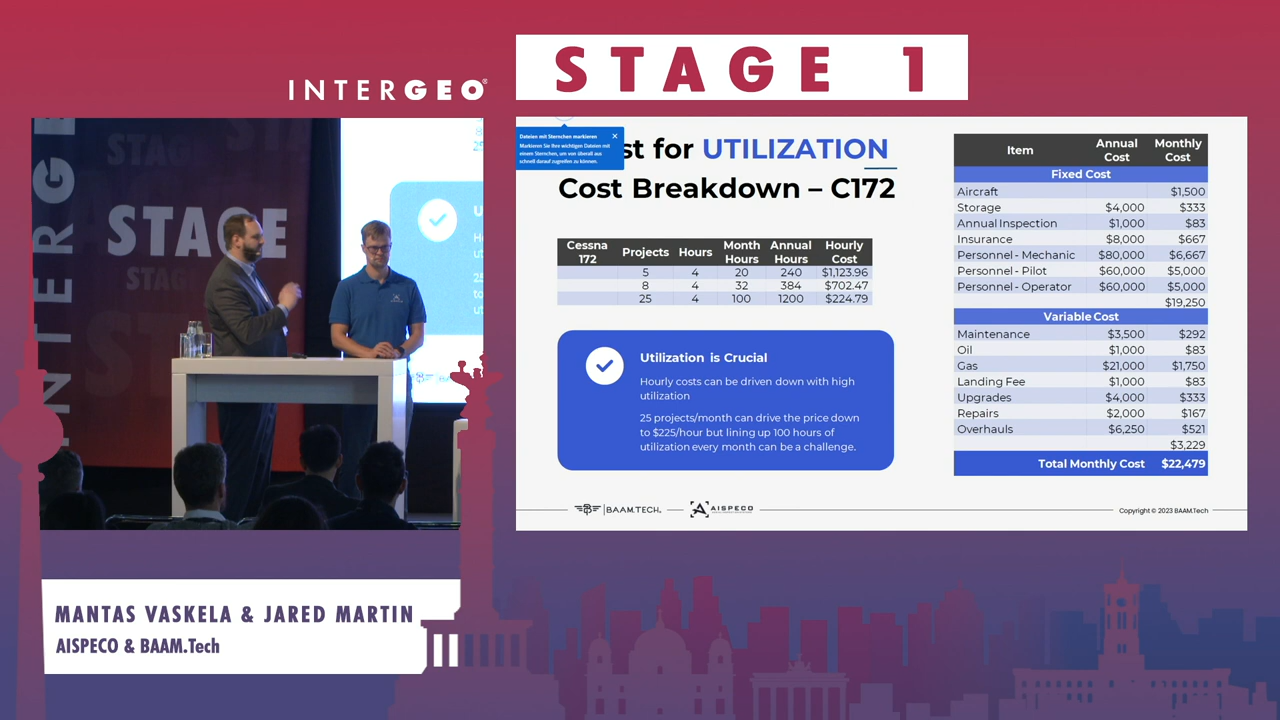 INTERGEO®
STAGE 1
INTERGE
STAGE
STAGE
STAGE
Dateien mit Sternchen markieren
Markieren Sie Ihre wichtigen Dateien mit
einem Sternchen, um von überall aus
schnell darauf zugreifen zu können.
st for UTILIZATION
Cost Breakdown – C172
Cessna 172 Projects Hours Month Hours Annual Hours Hourly Cost
5 4 20 240 $1,123.96
8 4 32 384 $702.47
25 4 100 1200 $224.79
Utilization is Crucial
Hourly costs can be driven down with high
utilization
25 projects/month can drive the price down
to $225/hour but lining up 100 hours of
utilization every month can be a challenge.
Item Annual Cost Monthly Cost
Fixed Cost
Aircraft $1,500
Storage $4,000 $333
Annual Inspection $1,000 $83
Insurance $8,000 $667
Personnel - Mechanic $80,000 $6,667
Personnel - Pilot $60,000 $5,000
Personnel - Operator $60,000 $5,000
$19,250
Variable Cost
Maintenance $3,500 $292
Oil $1,000 $83
Gas $21,000 $1,750
Landing Fee $1,000 $83
Upgrades $4,000 $333
Repairs $2,000 $167
Overhauls $6,250 $521
$3,229
Total Monthly Cost $22,479
BAAM.TECH AISPECO
Copyright © 2023 BAAM.Tech
MANTAS VASKELA & JARED MARTIN
AISPECO & BAAM.Tech